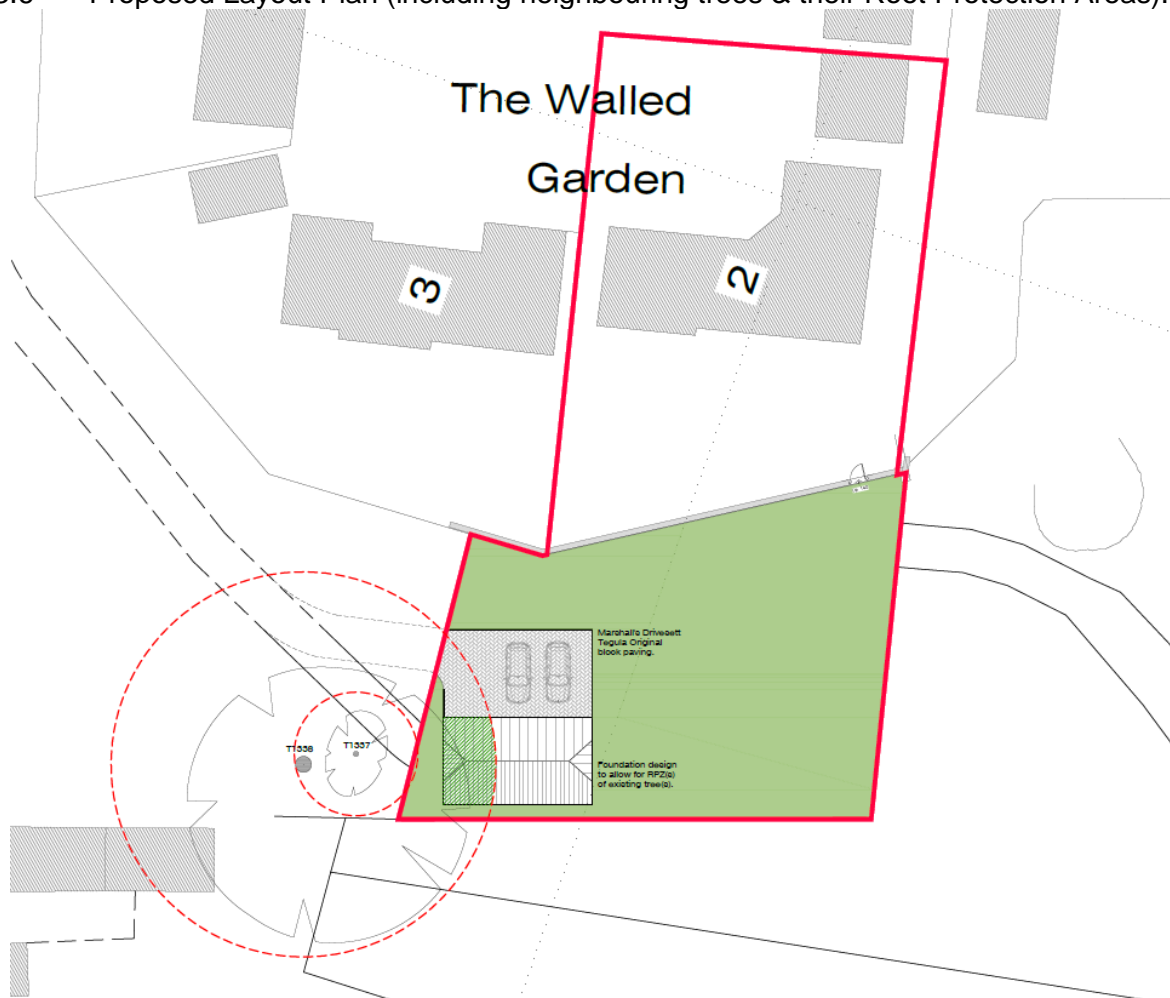 Proposed Layout Plan (including neighbouring trees & their Root Protection Areas).
The Walled
Garden
3
2
Marshall's Drivesett
Tegula Original
block paving.
T1338
T1337
Foundation design
to allow for RPZ(s)
of existing tree(s).